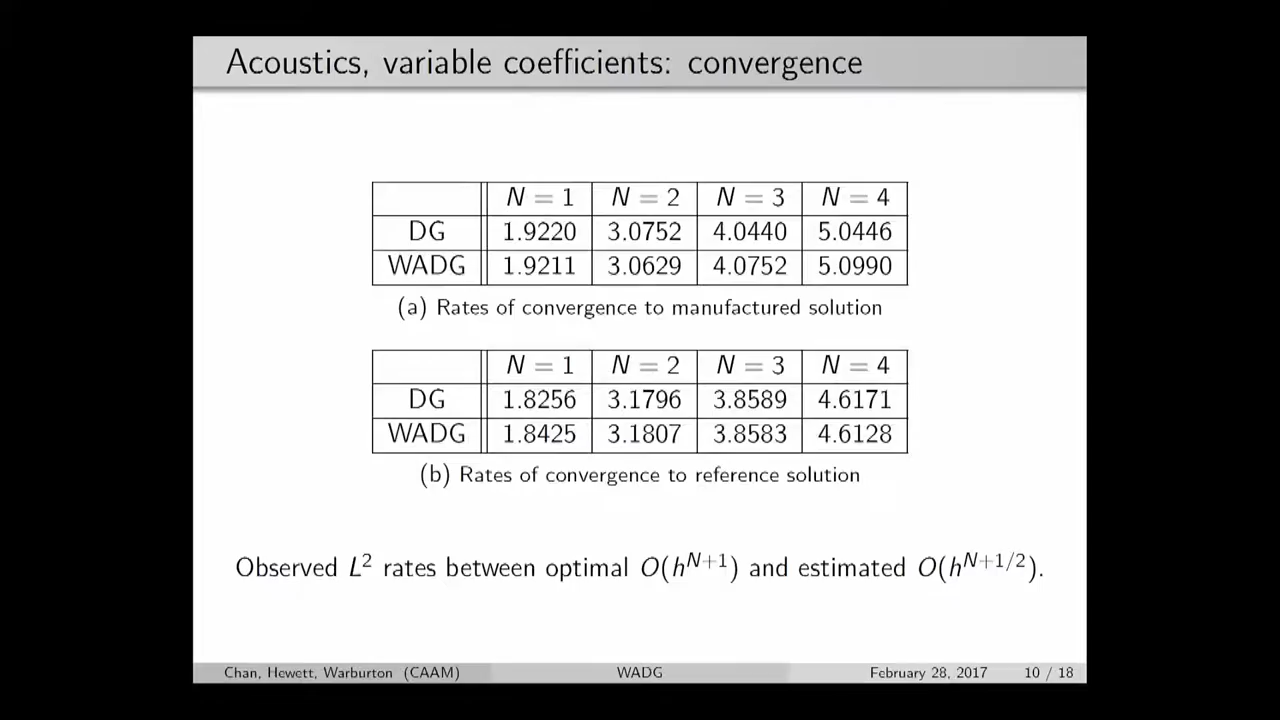 Acoustics, variable coefficients: convergence
N = 1 N = 2 N = 3 N = 4
DG 1.9220 3.0752 4.0440 5.0446
WADG 1.9211 3.0629 4.0752 5.0990
(a) Rates of convergence to manufactured solution
N = 1 N = 2 N = 3 N = 4
DG 1.8256 3.1796 3.8589 4.6171
WADG 1.8425 3.1807 3.8583 4.6128
(b) Rates of convergence to reference solution
Observed L² rates between optimal O(h^{N+1}) and estimated O(h^{N+1/2}).
Chan, Hewett, Warburton (CAAM) WADG February 28, 2017 10 / 18